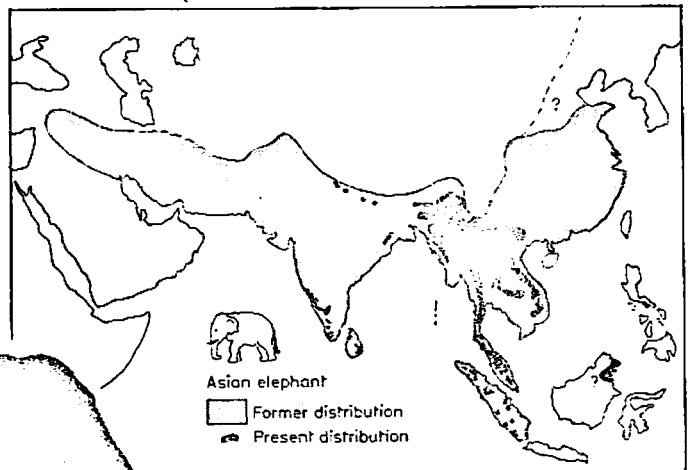 ?
?
Asian elephant
Former distribution
Present distribution